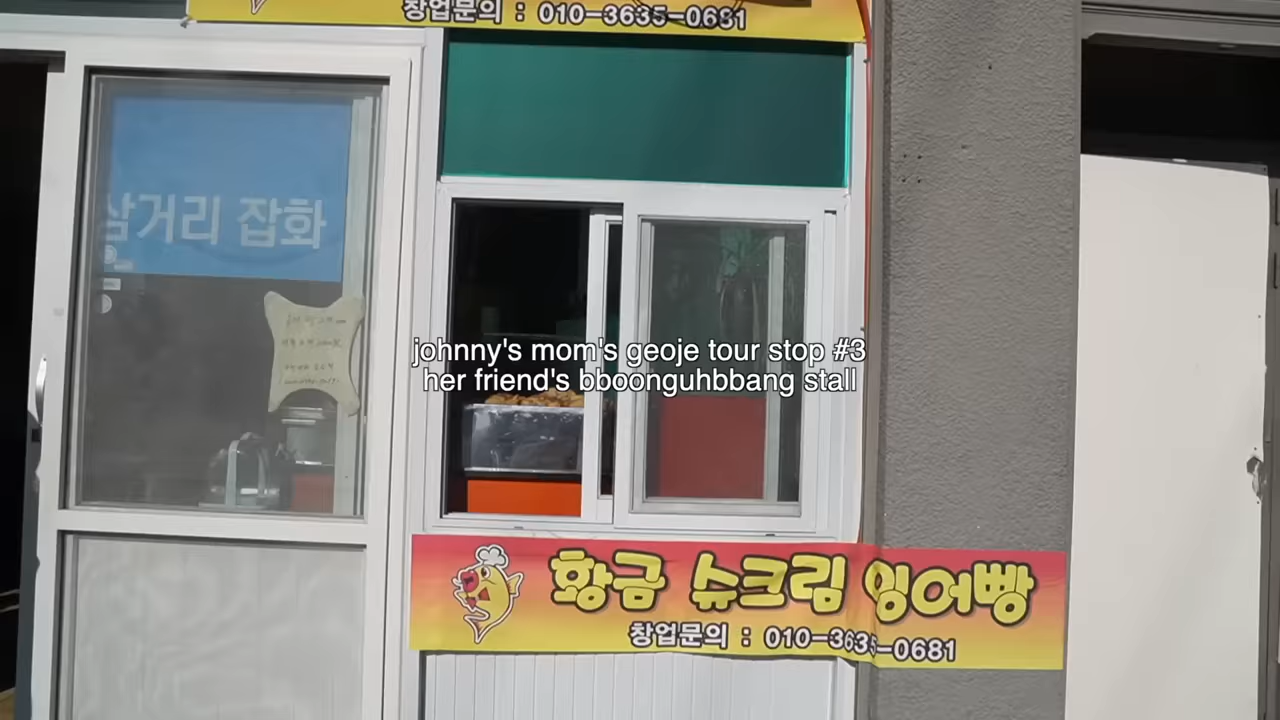 창업문의 : 010-3635-0681
삼거리 잡화
johnny's mom's geoje tour stop #3
her friend's bboonguhbbang stall
황금 슈크림 잉어빵
창업문의 : 010-3635-0681